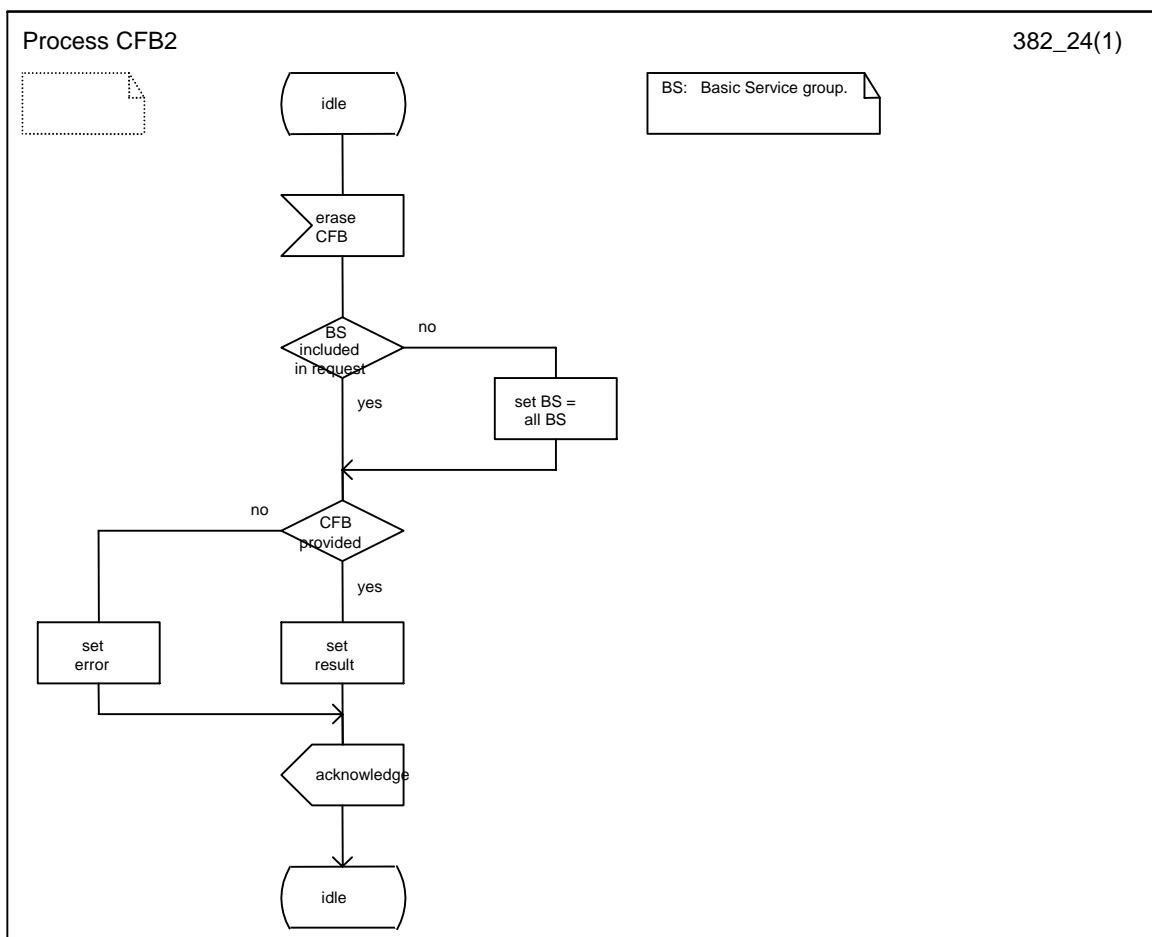 Process CFB2
382_24(1)
idle
BS: Basic Service group.
erase
CFB
BS
included
in request
no
yes
set BS =
all BS
no
CFB
provided
yes
set
error
set
result
acknowledge
idle